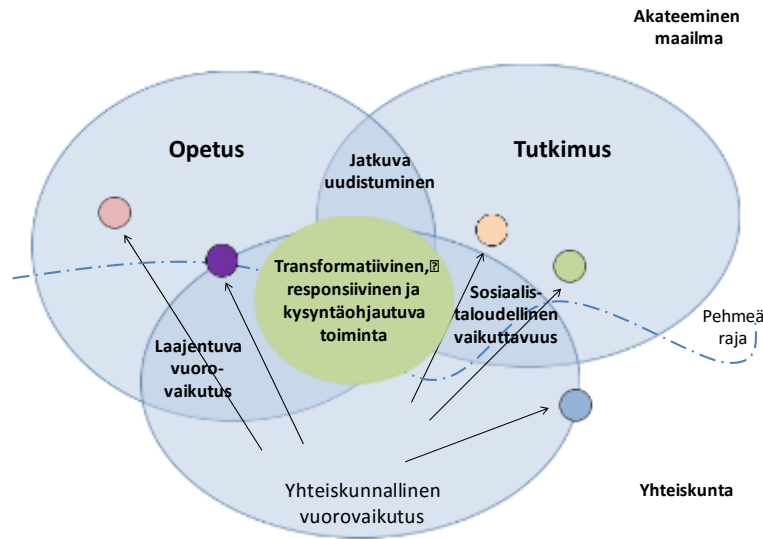 Akateeminen
maailma
Opetus
Tutkimus
Jatkuva
uudistuminen
Transformatiivinen,
responsiivinen ja
kysyntäohjautuva
toiminta
Sosiaalis-
taloudellinen
vaikuttavuus
Pehmeä
raja
Laajentuva
vuoro-
vaikutus
Yhteiskunnallinen
vuorovaikutus
Yhteiskunta